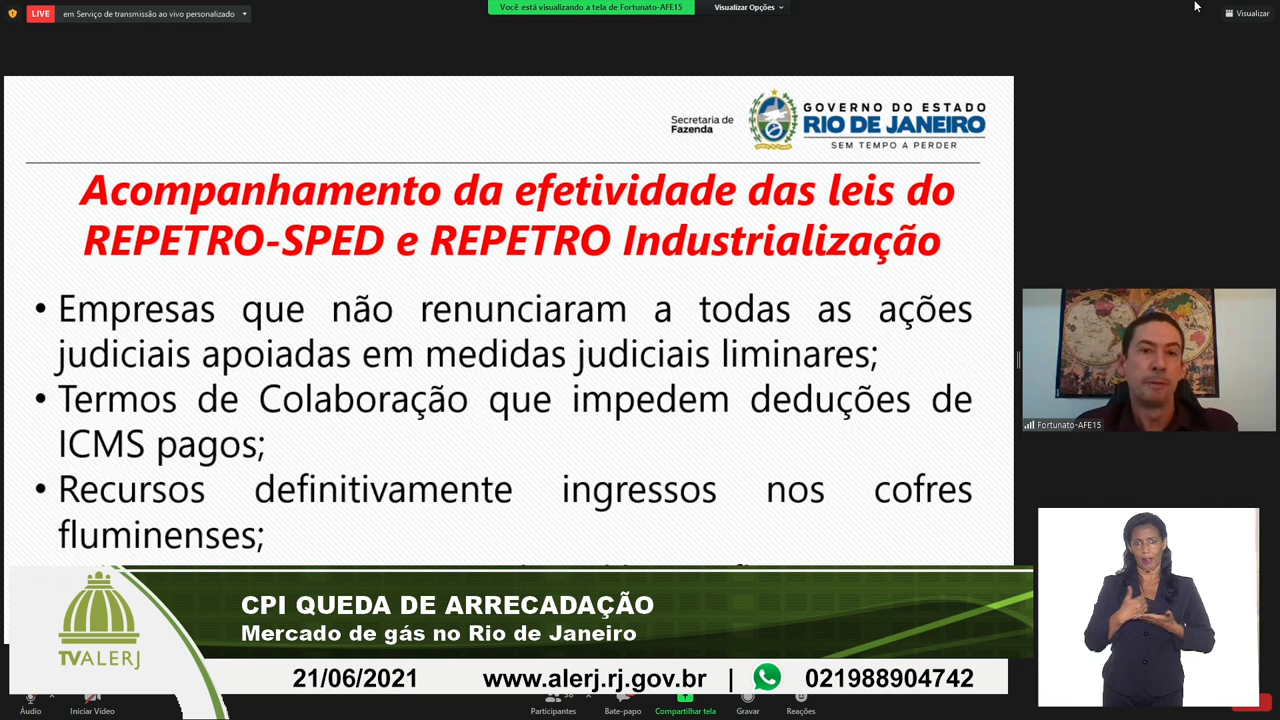 LIVE
em Serviço de transmissão ao vivo personalizado
Você está visualizando a tela de Fortunato-AFE15
Visualizar Opções
Visualizar
Secretaria de
Fazenda
GOVERNO DO ESTADO
RIO DE JANEIRO
SEM TEMPO A PERDER
Acompanhamento da efetividade das leis do
REPETRO-SPED e REPETRO Industrialização
• Empresas que não renunciaram a todas as ações
judiciais apoiadas em medidas judiciais liminares;
• Termos de Colaboração que impedem deduções de
ICMS pagos;
• Recursos definitivamente ingressos nos cofres
fluminenses;
Fortunato-AFE15
CPI QUEDA DE ARRECADAÇÃO
Mercado de gás no Rio de Janeiro
TVALERJ
21/06/2021 www.alerj.rj.gov.br | 021988904742
Áudio
Iniciar Vídeo
Participantes
Bate-papo
Compartilhar tela
Gravar
Reações